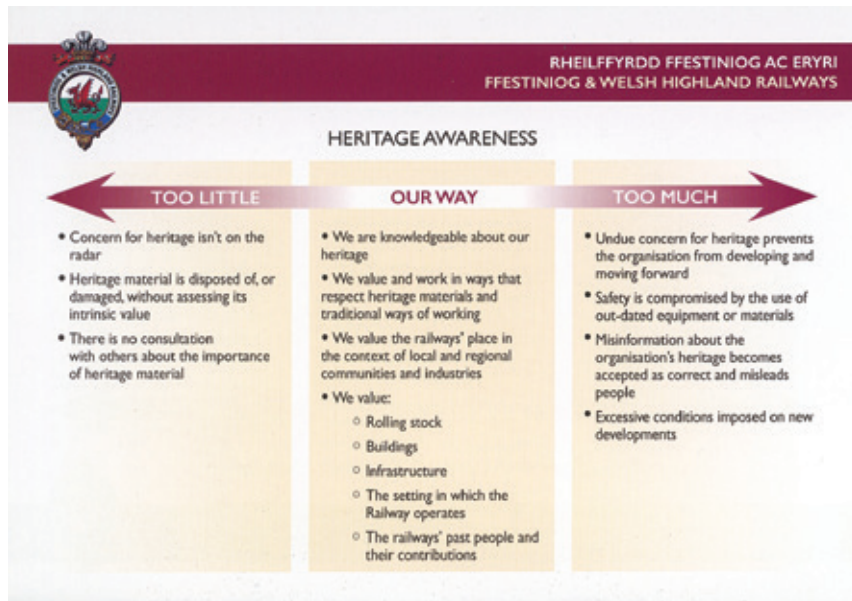 RHEILFFYRDD FFESTINIOG AC ERYRI
FFESTINIOG & WELSH HIGHLAND RAILWAYS
HERITAGE AWARENESS
TOO LITTLE
• Concern for heritage isn't on the
radar
• Heritage material is disposed of, or
damaged, without assessing its
intrinsic value
• There is no consultation
with others about the importance
of heritage material
OUR WAY
• We are knowledgeable about our
heritage
• We value and work in ways that
respect heritage materials and
traditional ways of working
• We value the railways' place in
the context of local and regional
communities and industries
• We value:
○ Rolling stock
○ Buildings
○ Infrastructure
○ The setting in which the
Railway operates
○ The railways' past people and
their contributions
TOO MUCH
• Undue concern for heritage prevents
the organisation from developing and
moving forward
• Safety is compromised by the use of
out-dated equipment or materials
• Misinformation about the
organisation's heritage becomes
accepted as correct and misleads
people
• Excessive conditions imposed on new
developments